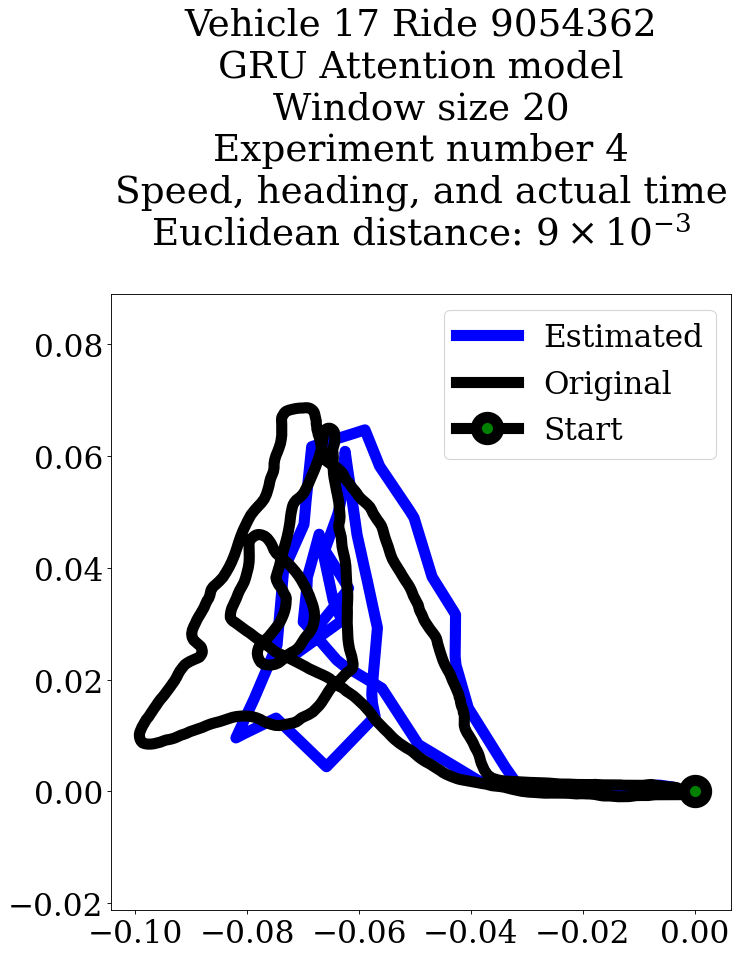 Vehicle 17 Ride 9054362
GRU Attention model
Window size 20
Experiment number 4
Speed, heading, and actual time
Euclidean distance: 9 × 10⁻³
Estimated
Original
Start
0.08
0.06
0.04
0.02
0.00
−0.02
−0.10 −0.08 −0.06 −0.04 −0.02 0.00